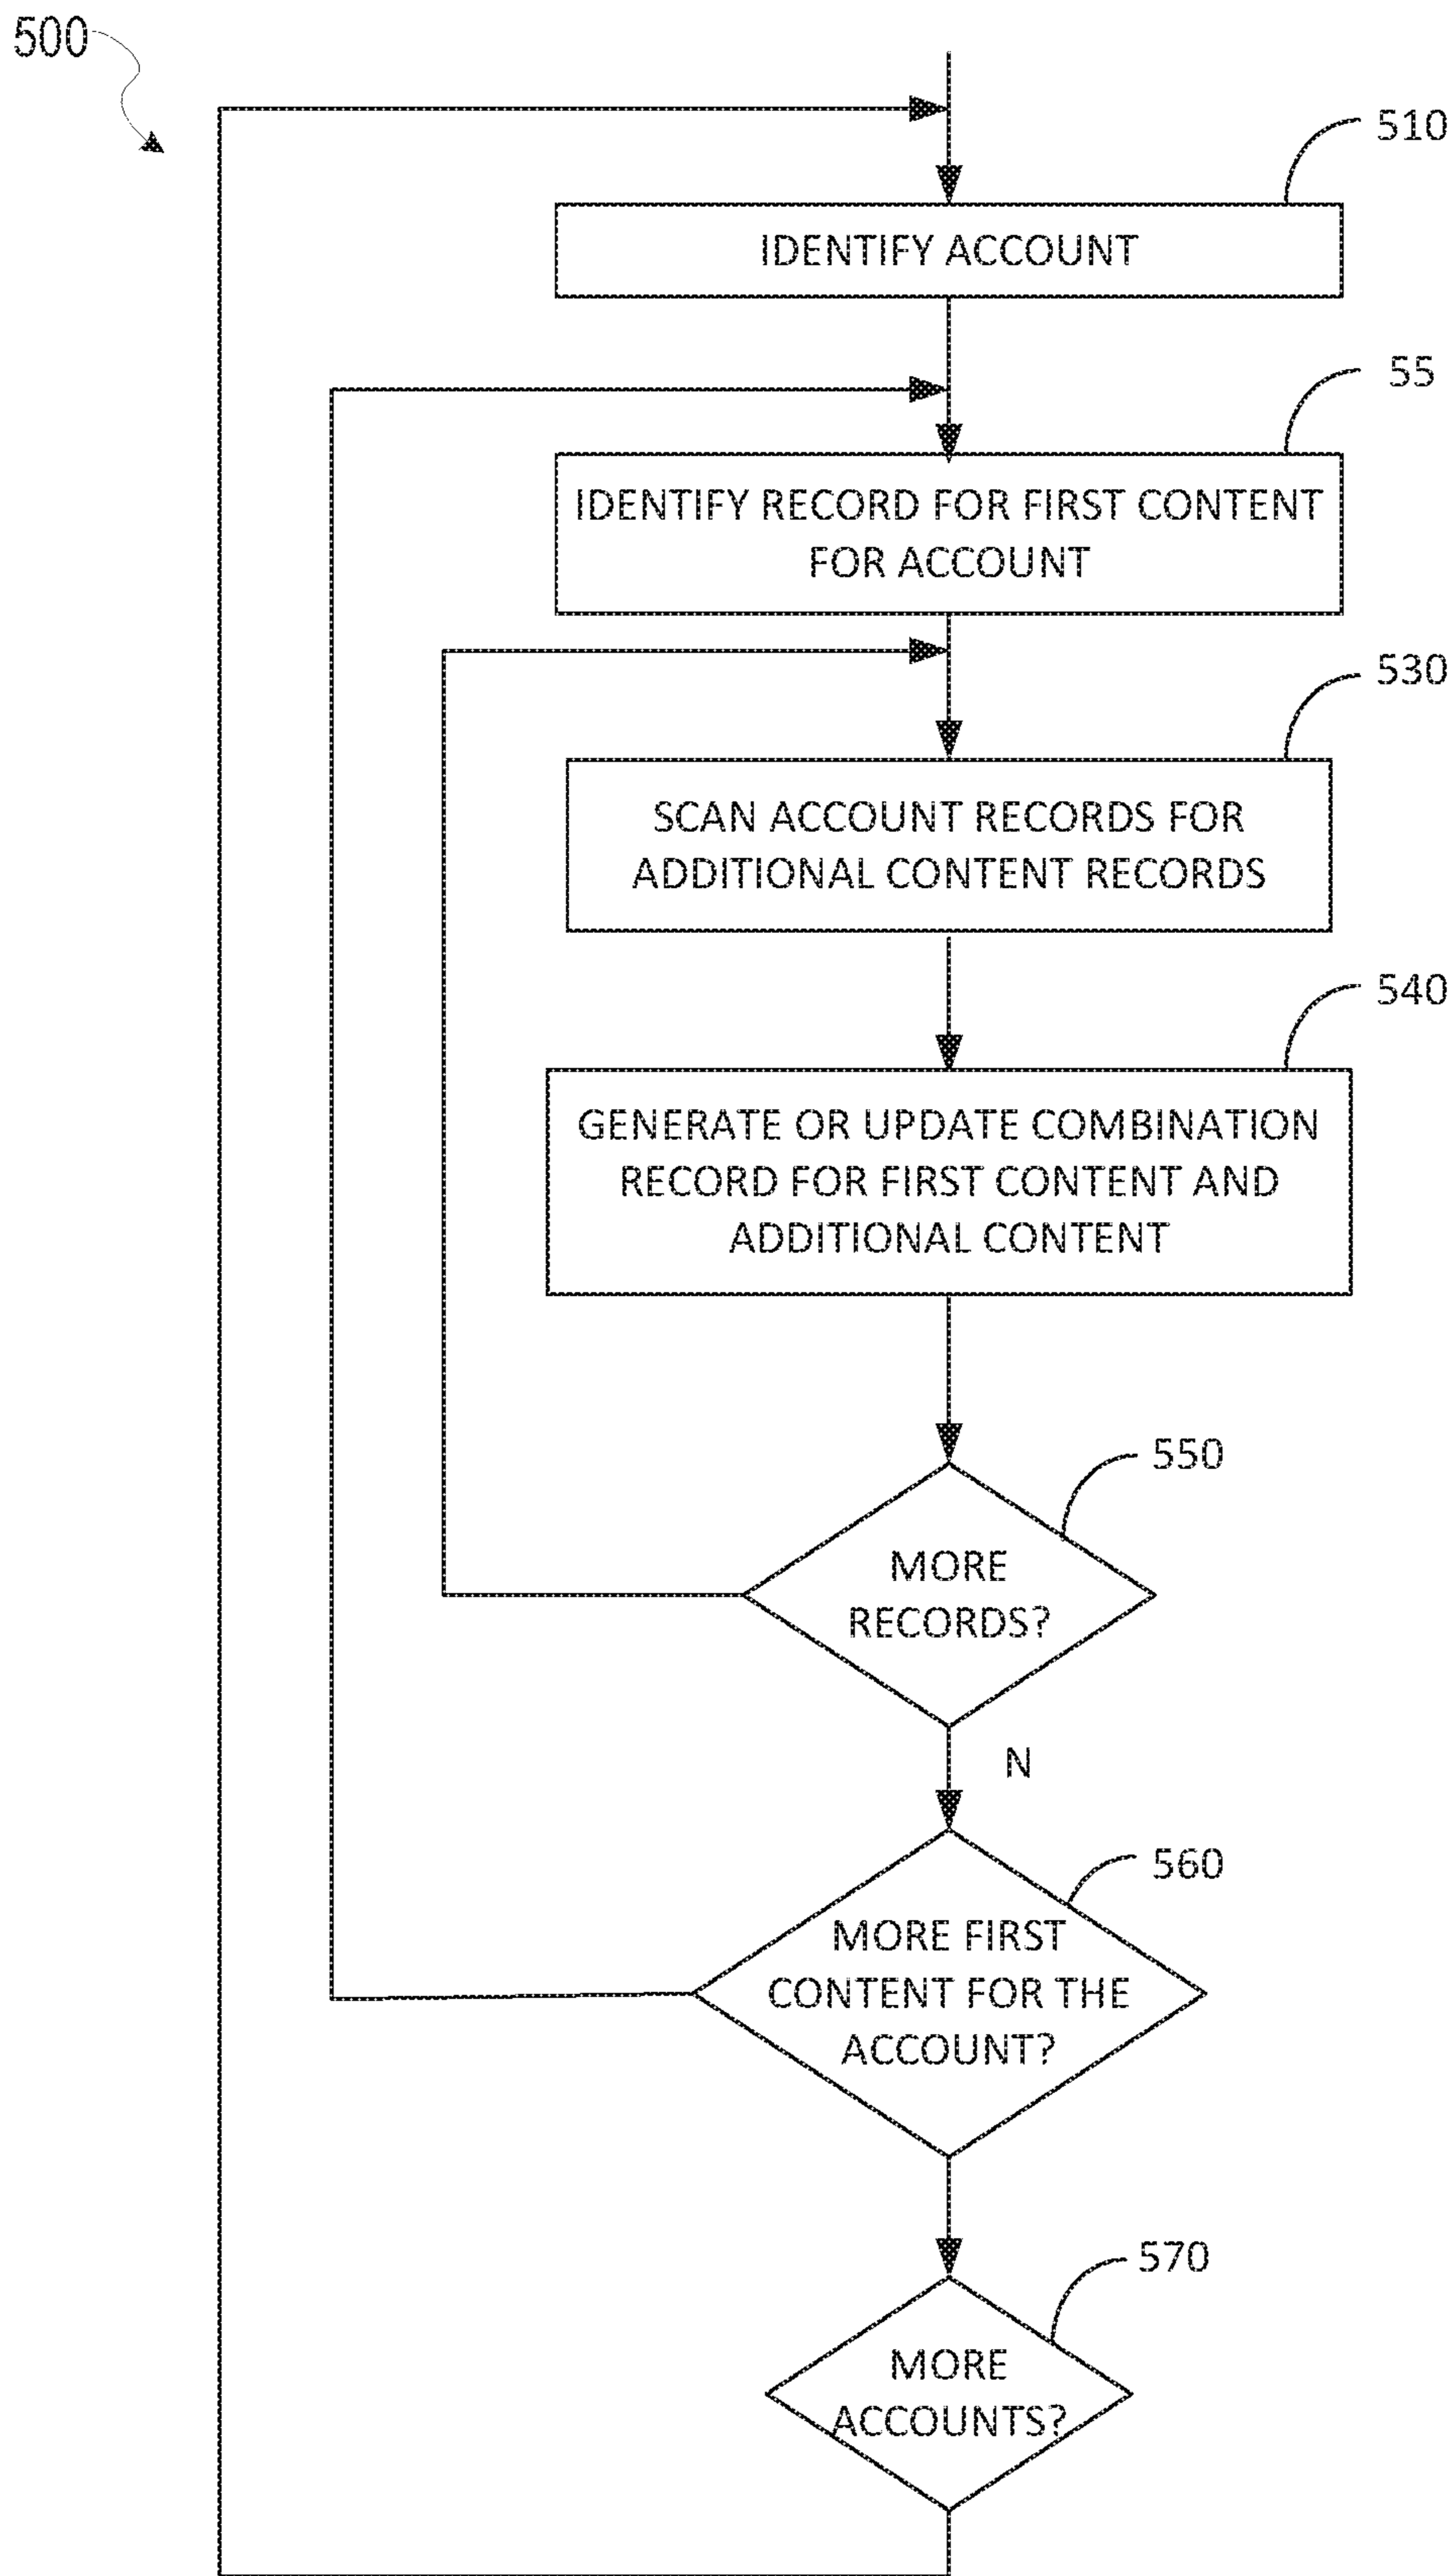 500
510
IDENTIFY ACCOUNT
55
IDENTIFY RECORD FOR FIRST CONTENT
FOR ACCOUNT
530
SCAN ACCOUNT RECORDS FOR
ADDITIONAL CONTENT RECORDS
540
GENERATE OR UPDATE COMBINATION
RECORD FOR FIRST CONTENT AND
ADDITIONAL CONTENT
550
MORE
RECORDS?
N
560
MORE FIRST
CONTENT FOR THE
ACCOUNT?
570
MORE
ACCOUNTS?